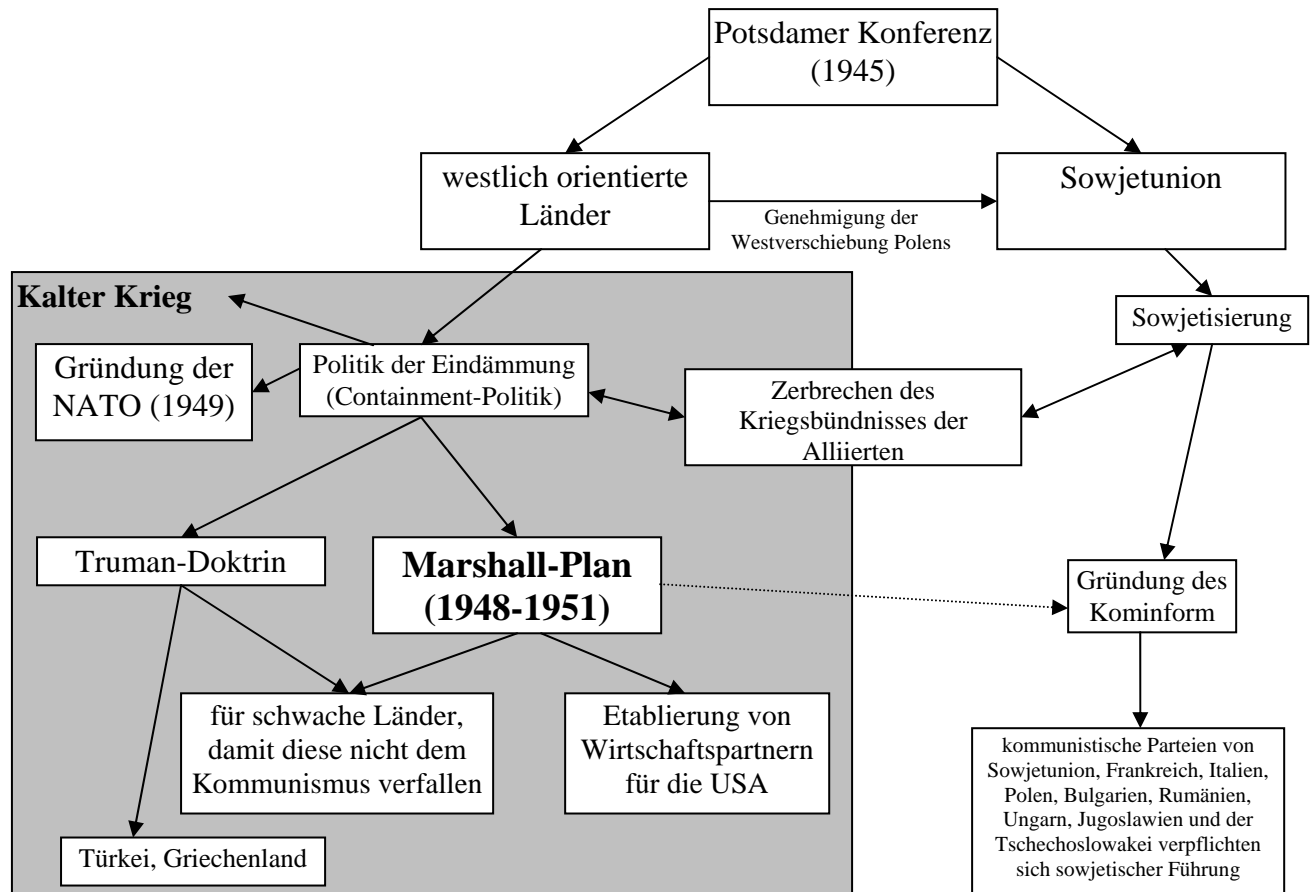 Potsdamer Konferenz
(1945)
westlich orientierte
Länder
Sowjetunion
Genehmigung der
Westverschiebung Polens
Kalter Krieg
Sowjetisierung
Gründung der
NATO (1949)
Politik der Eindämmung
(Containment-Politik)
Zerbrechen des
Kriegsbündnisses der
Alliierten
Truman-Doktrin
Marshall-Plan
(1948-1951)
Gründung des
Kominform
für schwache Länder,
damit diese nicht dem
Kommunismus verfallen
Etablierung von
Wirtschaftspartnern
für die USA
kommunistische Parteien von
Sowjetunion, Frankreich, Italien,
Polen, Bulgarien, Rumänien,
Ungarn, Jugoslawien und der
Tschechoslowakei verpflichten
sich sowjetischer Führung
Türkei, Griechenland